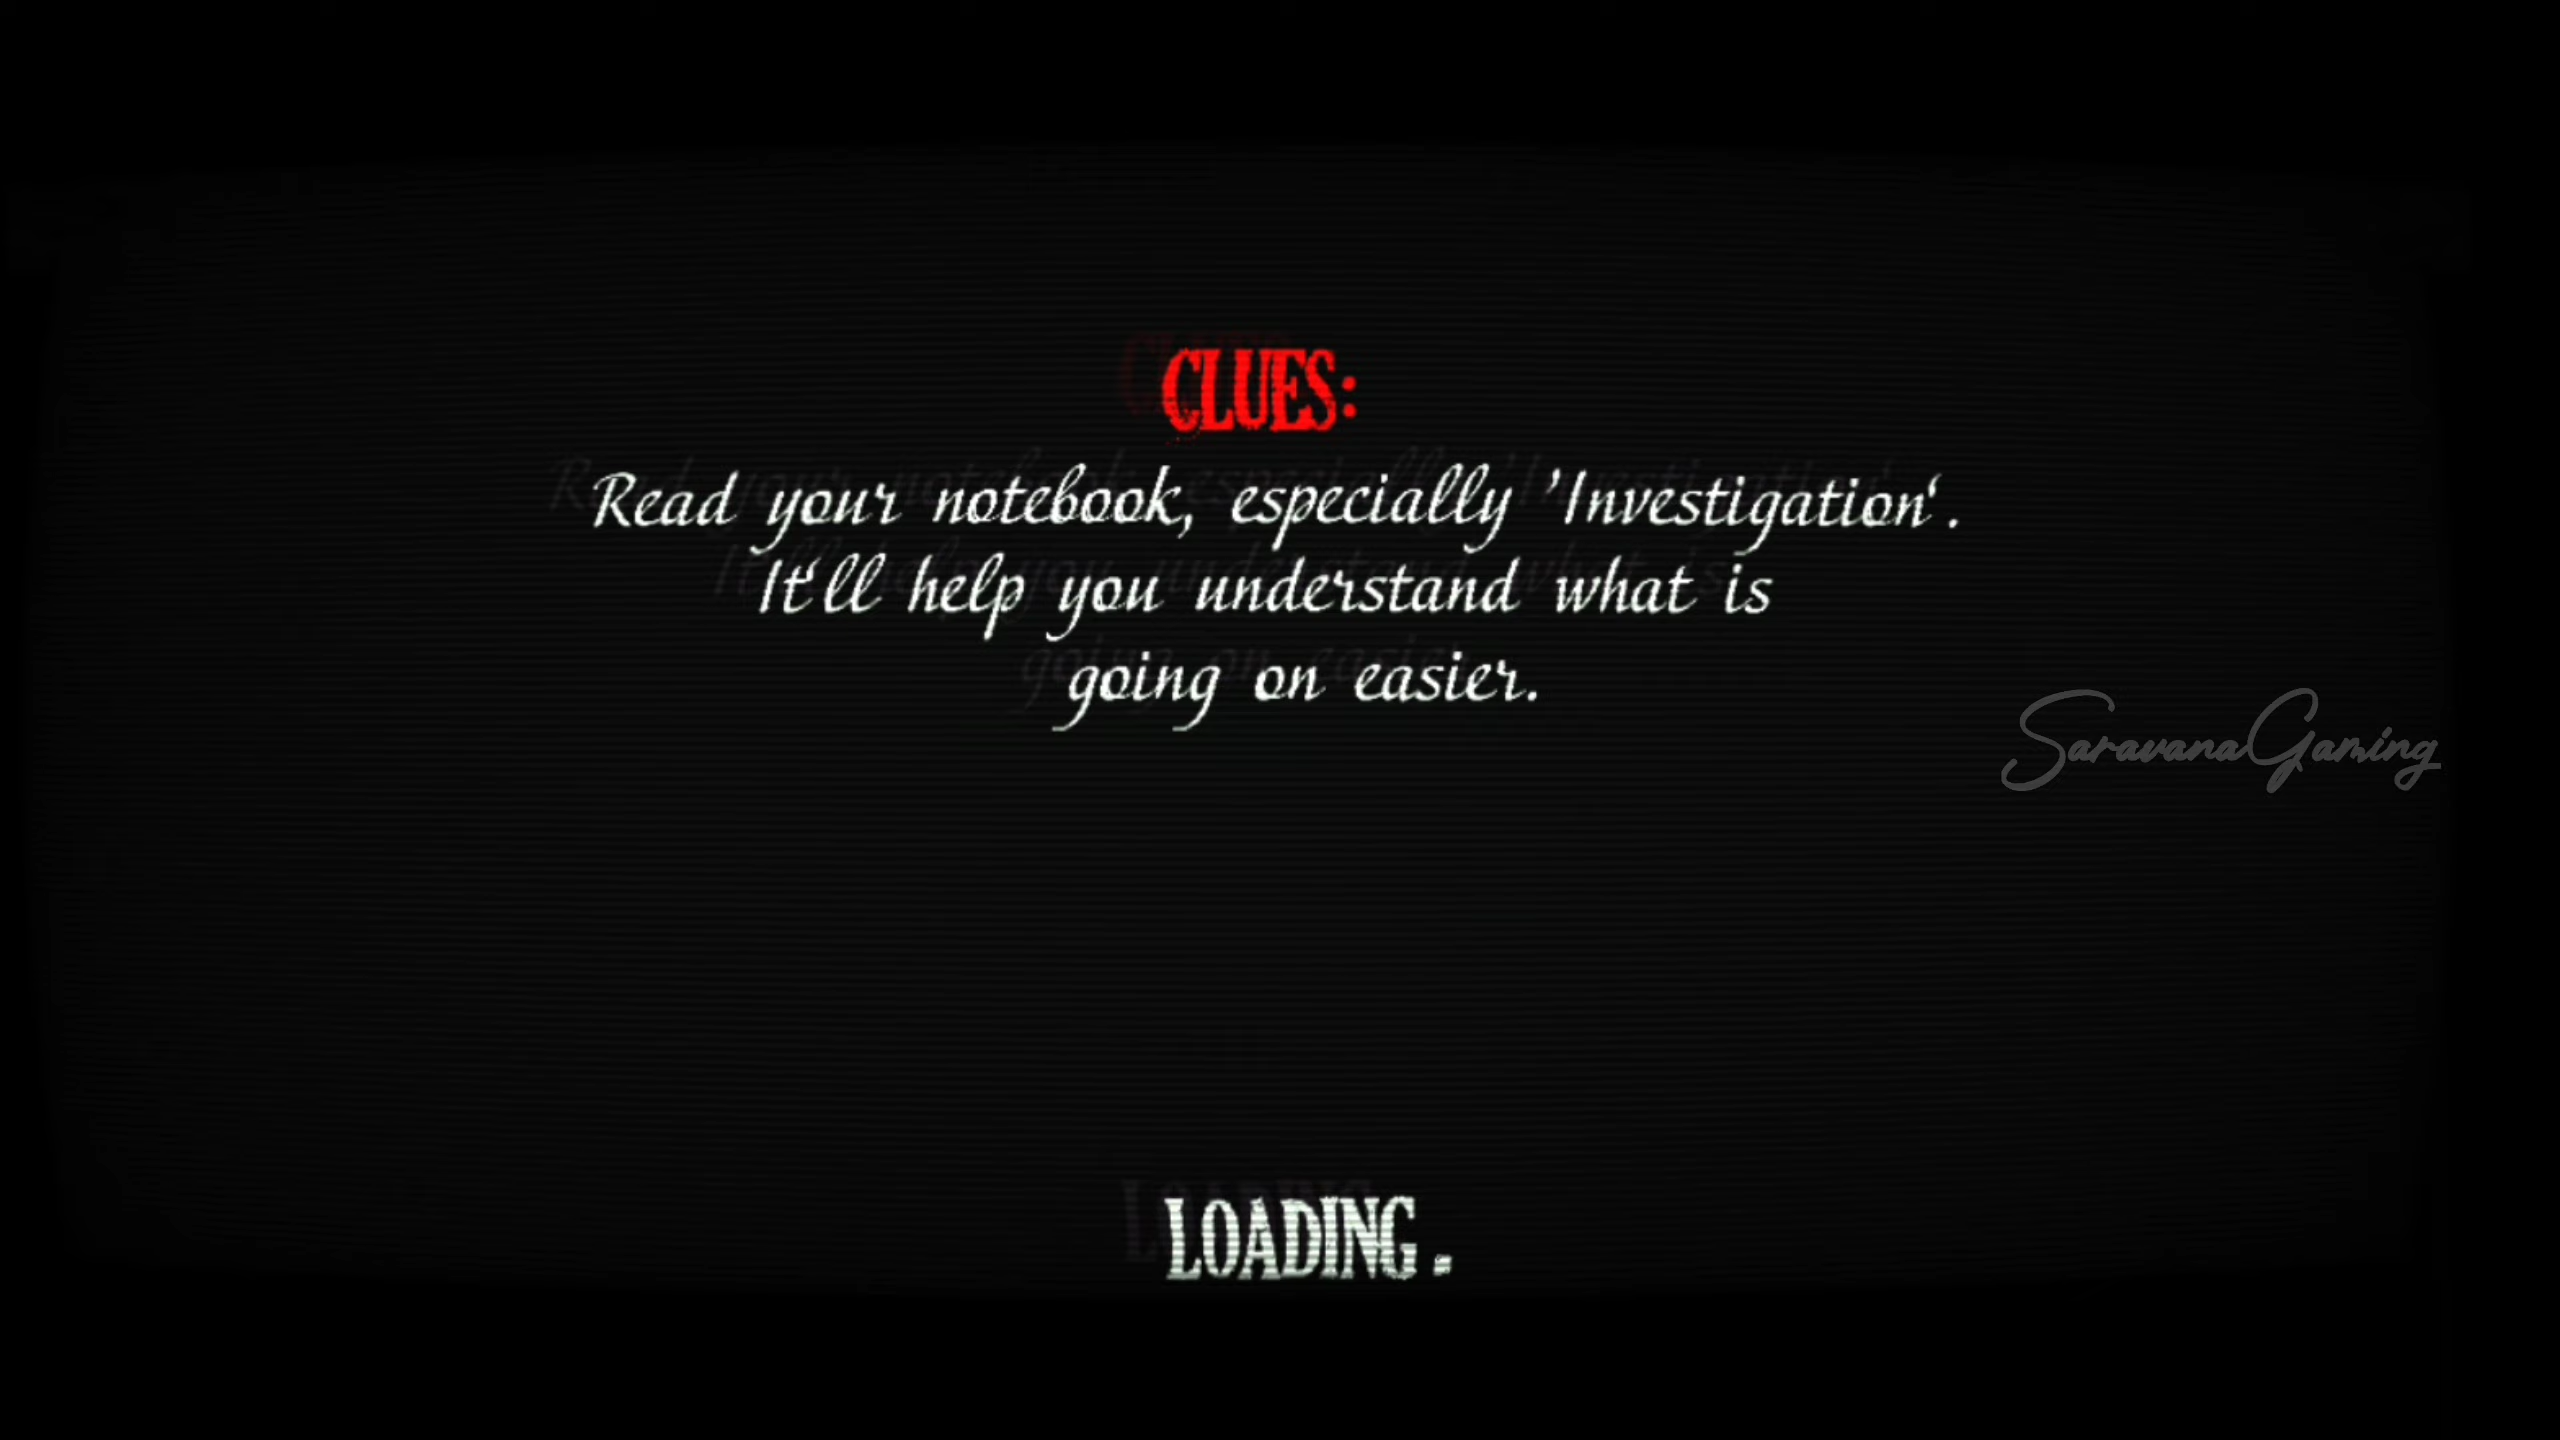 CLUES:
Read your notebook, especially 'Investigation'.
It'll help you understand what is
going on easier.
SaravanaGaming
LOADING.